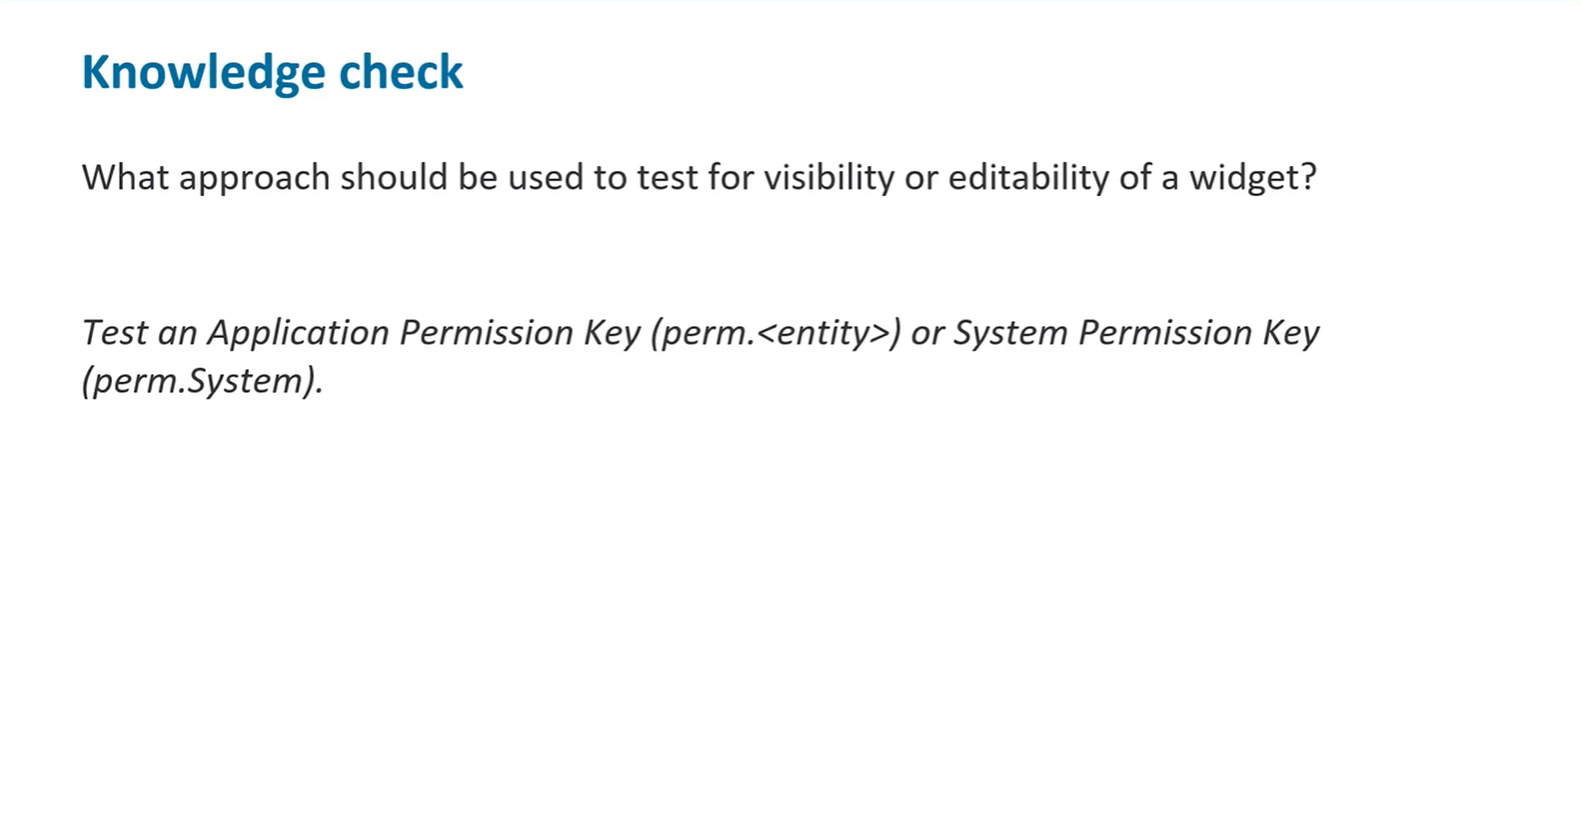 Knowledge check
What approach should be used to test for visibility or editability of a widget?
Test an Application Permission Key (perm.<entity>) or System Permission Key
(perm.System).